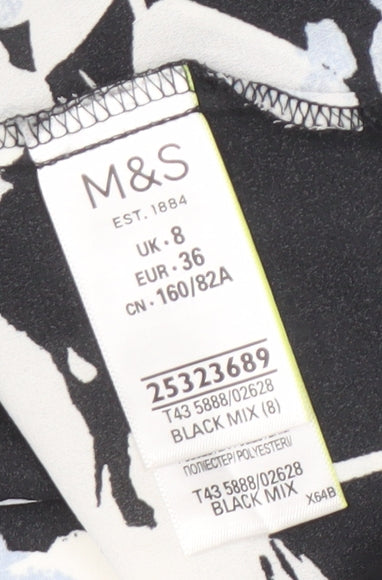 M&S
EST. 1884
UK · 8
EUR · 36
CN · 160/82A
25323689
T43 5888/02628
BLACK MIX (8)
ПОЛІЕСТЕР/ POLYESTERI/
T43 5888/02628
BLACK MIX
X64B